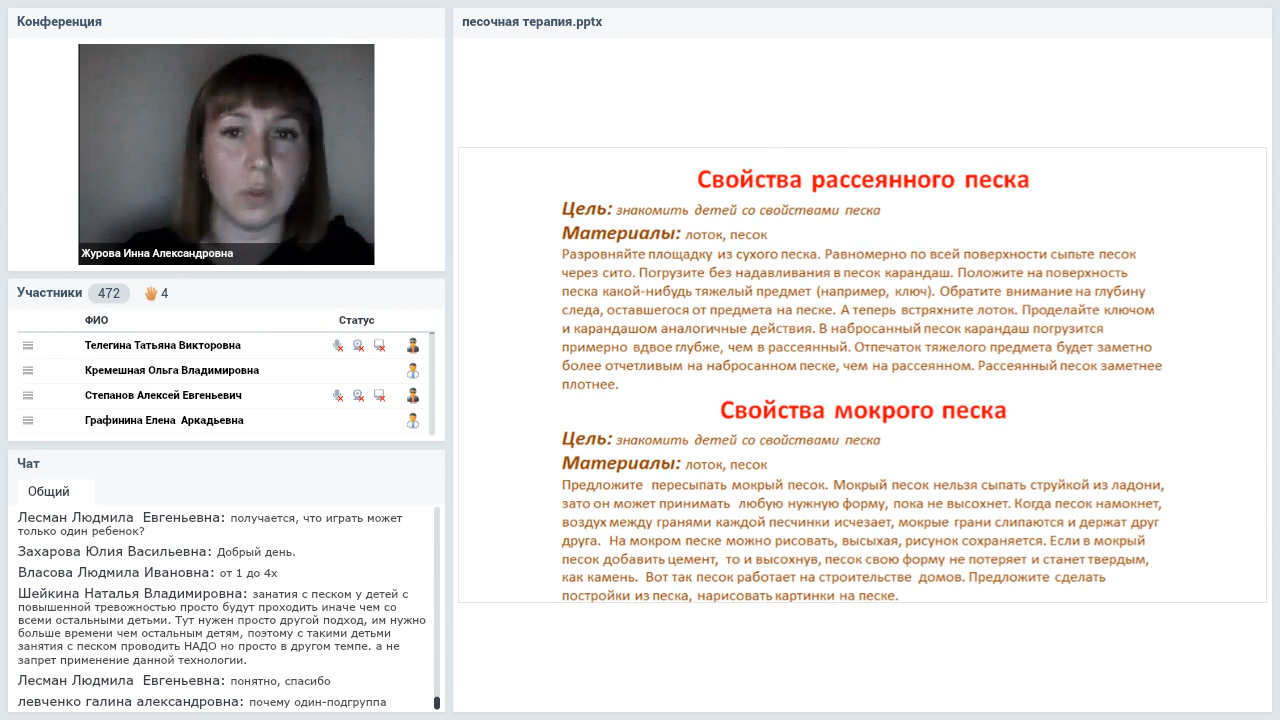 Конференция
Журова Инна Александровна
Участники 472 4
ФИО Статус
Телегина Татьяна Викторовна
Кремешная Ольга Владимировна
Степанов Алексей Евгеньевич
Графинина Елена Аркадьевна
Чат
Общий
Лесман Людмила Евгеньевна: получается, что играть может
только один ребенок?
Захарова Юлия Васильевна: Добрый день.
Власова Людмила Ивановна: от 1 до 4х
Шейкина Наталья Владимировна: занатия с песком у детей с
повышенной тревожностью просто будут проходить иначе чем со
всеми остальными детьми. Тут нужен просто другой подход, им нужно
больше времени чем остальным детям, поэтому с такими детьми
занятия с песком проводить НАДО но просто в другом темпе. а не
запрет применение данной технологии.
Лесман Людмила Евгеньевна: понятно, спасибо
левченко галина александровна: почему один-подгруппа
песочная терапия.pptx
Свойства рассеянного песка
Цель: знакомить детей со свойствами песка
Материалы: лоток, песок
Разровняйте площадку из сухого песка. Равномерно по всей поверхности сыпьте песок
через сито. Погрузите без надавливания в песок карандаш. Положите на поверхность
песка какой-нибудь тяжелый предмет (например, ключ). Обратите внимание на глубину
следа, оставшегося от предмета на песке. А теперь встряхните лоток. Проделайте ключом
и карандашом аналогичные действия. В набросанный песок карандаш погрузится
примерно вдвое глубже, чем в рассеянный. Отпечаток тяжелого предмета будет заметно
более отчетливым на набросанном песке, чем на рассеянном. Рассеянный песок заметнее
плотнее.
Свойства мокрого песка
Цель: знакомить детей со свойствами песка
Материалы: лоток, песок
Предложите пересыпать мокрый песок. Мокрый песок нельзя сыпать струйкой из ладони,
зато он может принимать любую нужную форму, пока не высохнет. Когда песок намокнет,
воздух между гранями каждой песчинки исчезает, мокрые грани слипаются и держат друг
друга. На мокром песке можно рисовать, высыхая, рисунок сохраняется. Если в мокрый
песок добавить цемент, то и высохнув, песок свою форму не потеряет и станет твердым,
как камень. Вот так песок работает на строительстве домов. Предложите сделать
постройки из песка, нарисовать картинки на песке.